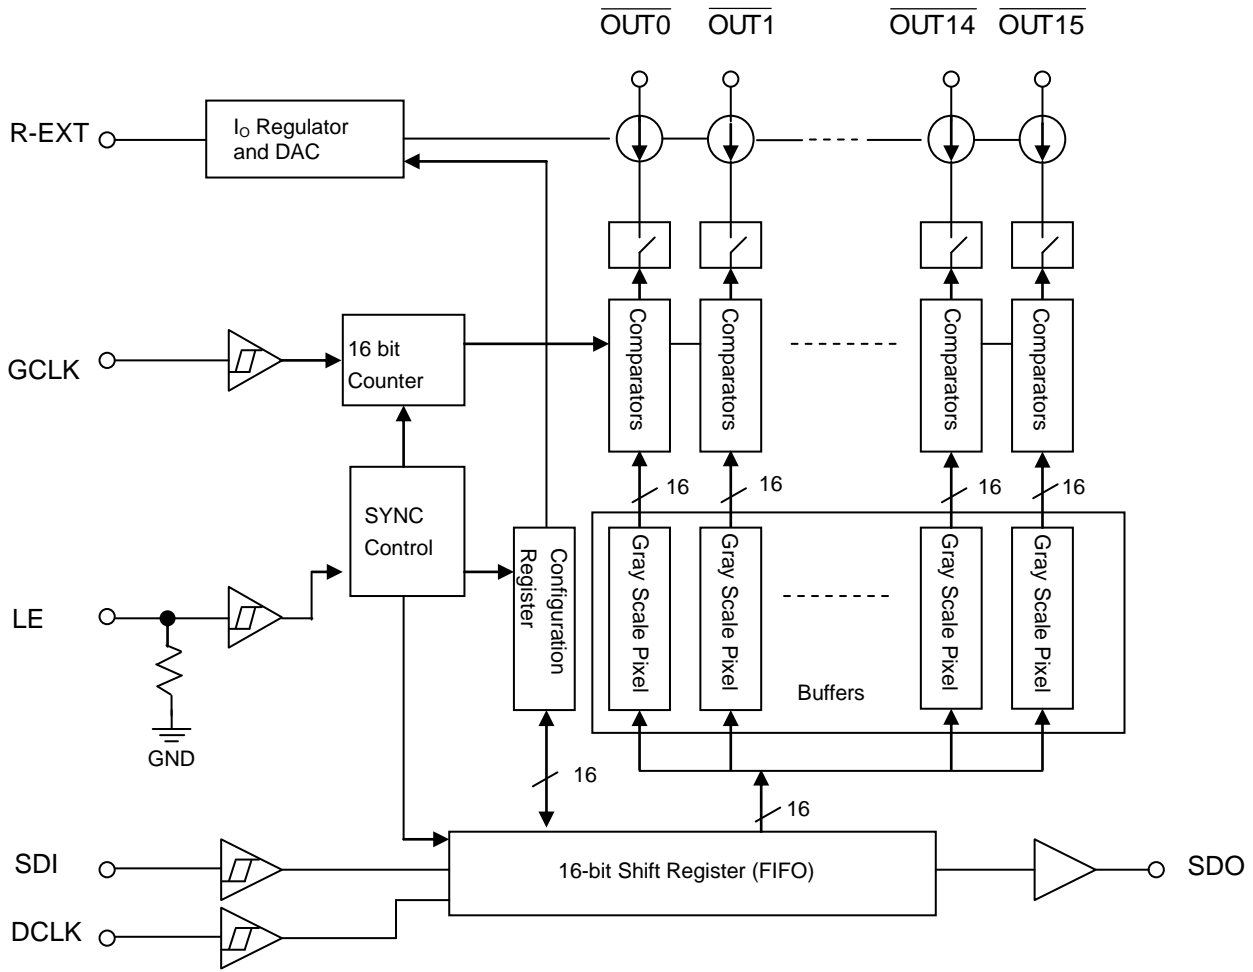 OUT0 OUT1 OUT14 OUT15
R-EXT
IO Regulator
and DAC
GCLK
16 bit
Counter
Comparators
Comparators
Comparators
Comparators
16 16 16 16
SYNC
Control
Configuration
Register
Gray Scale Pixel
Gray Scale Pixel
Gray Scale Pixel
Gray Scale Pixel
Buffers
LE
GND
16
16
SDI
16-bit Shift Register (FIFO)
SDO
DCLK